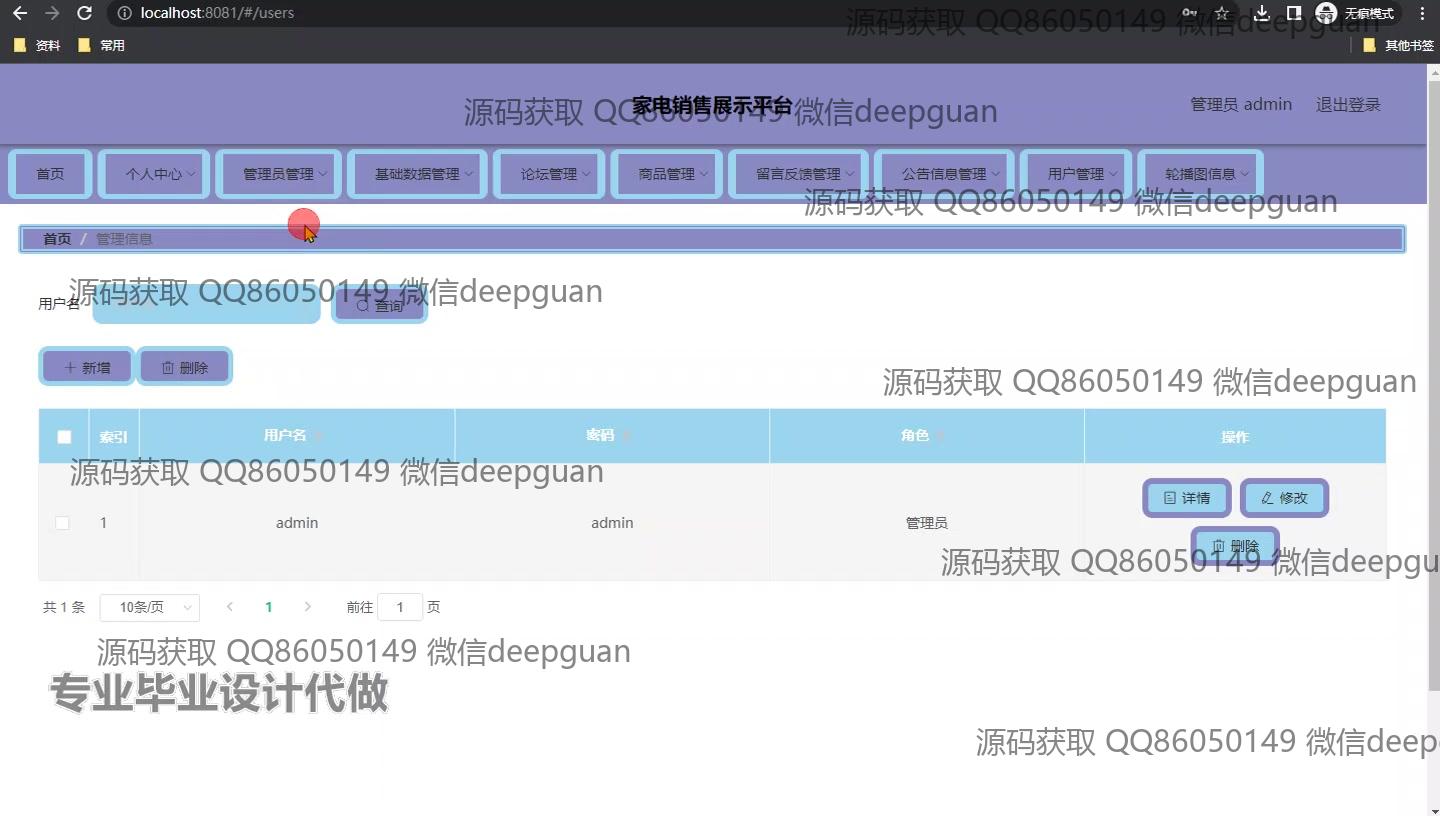 localhost:8081/#/users
无痕模式
资料 常用 其他书签
源码获取 QQ86050149 微信deepguan
家电销售展示平台
管理员 admin 退出登录
源码获取 QQ86050149 微信deepguan
首页 个人中心 管理员管理 基础数据管理 论坛管理 商品管理 留言反馈管理 公告信息管理 用户管理 轮播图信息
源码获取 QQ86050149 微信deepguan
首页 / 管理信息
源码获取 QQ86050149 微信deepguan
用户名 查询
新增 删除
源码获取 QQ86050149 微信deepguan
索引 用户名 密码 角色 操作
源码获取 QQ86050149 微信deepguan
1 admin admin 管理员 详情 修改
删除
源码获取 QQ86050149 微信deepgu
共 1 条 10条/页 1 前往 1 页
源码获取 QQ86050149 微信deepguan
专业毕业设计代做
源码获取 QQ86050149 微信deep